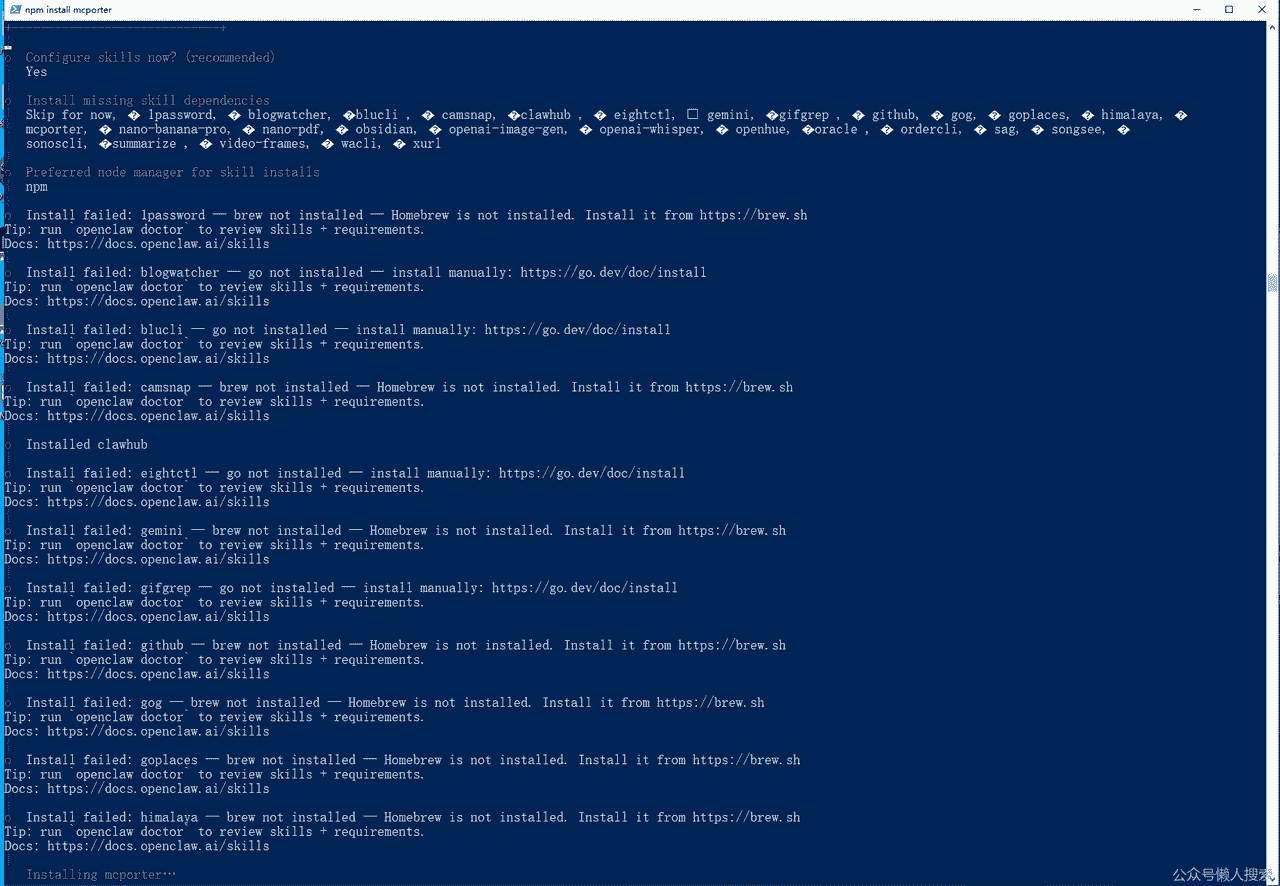 npm install mcporter
Configure skills now? (recommended)
Yes
Install missing skill dependencies
Skip for now, � 1password, � blogwatcher, �blucli , � camsnap, �clawhub , � eightctl, □ gemini, �gifgrep , � github, � gog, � goplaces, � himalaya, �
mcporter, � nano-banana-pro, � nano-pdf, � obsidian, � openai-image-gen, � openai-whisper, � openhue, �oracle , � ordercli, � sag, � songsee, �
sonoscli, �summarize , � video-frames, � wacli, � xurl
Preferred node manager for skill installs
npm
Install failed: 1password — brew not installed — Homebrew is not installed. Install it from https://brew.sh
Tip: run `openclaw doctor` to review skills + requirements.
Docs: https://docs.openclaw.ai/skills
Install failed: blogwatcher — go not installed — install manually: https://go.dev/doc/install
Tip: run `openclaw doctor` to review skills + requirements.
Docs: https://docs.openclaw.ai/skills
Install failed: blucli — go not installed — install manually: https://go.dev/doc/install
Tip: run `openclaw doctor` to review skills + requirements.
Docs: https://docs.openclaw.ai/skills
Install failed: camsnap — brew not installed — Homebrew is not installed. Install it from https://brew.sh
Tip: run `openclaw doctor` to review skills + requirements.
Docs: https://docs.openclaw.ai/skills
Installed clawhub
Install failed: eightctl — go not installed — install manually: https://go.dev/doc/install
Tip: run `openclaw doctor` to review skills + requirements.
Docs: https://docs.openclaw.ai/skills
Install failed: gemini — brew not installed — Homebrew is not installed. Install it from https://brew.sh
Tip: run `openclaw doctor` to review skills + requirements.
Docs: https://docs.openclaw.ai/skills
Install failed: gifgrep — go not installed — install manually: https://go.dev/doc/install
Tip: run `openclaw doctor` to review skills + requirements.
Docs: https://docs.openclaw.ai/skills
Install failed: github — brew not installed — Homebrew is not installed. Install it from https://brew.sh
Tip: run `openclaw doctor` to review skills + requirements.
Docs: https://docs.openclaw.ai/skills
Install failed: gog — brew not installed — Homebrew is not installed. Install it from https://brew.sh
Tip: run `openclaw doctor` to review skills + requirements.
Docs: https://docs.openclaw.ai/skills
Install failed: goplaces — brew not installed — Homebrew is not installed. Install it from https://brew.sh
Tip: run `openclaw doctor` to review skills + requirements.
Docs: https://docs.openclaw.ai/skills
Install failed: himalaya — brew not installed — Homebrew is not installed. Install it from https://brew.sh
Tip: run `openclaw doctor` to review skills + requirements.
Docs: https://docs.openclaw.ai/skills
Installing mcporter…
公众号懒人搜索